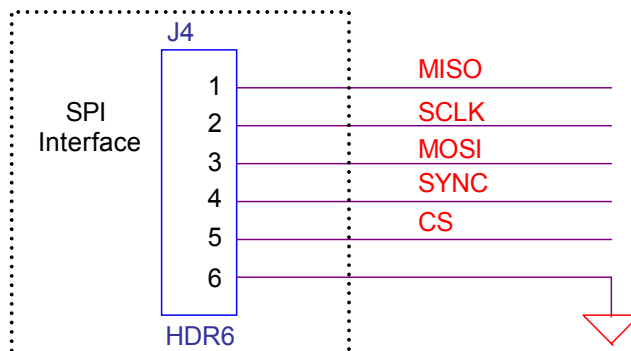 J4
SPI
Interface
1 MISO
2 SCLK
3 MOSI
4 SYNC
5 CS
6
HDR6